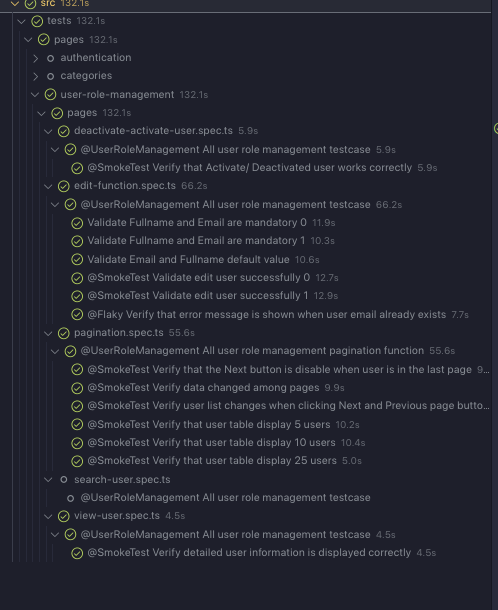 src 132.1s
tests 132.1s
pages 132.1s
authentication
categories
user-role-management 132.1s
pages 132.1s
deactivate-activate-user.spec.ts 5.9s
@UserRoleManagement All user role management testcase 5.9s
@SmokeTest Verify that Activate/ Deactivated user works correctly 5.9s
edit-function.spec.ts 66.2s
@UserRoleManagement All user role management testcase 66.2s
Validate Fullname and Email are mandatory 0 11.9s
Validate Fullname and Email are mandatory 1 10.3s
Validate Email and Fullname default value 10.6s
@SmokeTest Validate edit user successfully 0 12.7s
@SmokeTest Validate edit user successfully 1 12.9s
@Flaky Verify that error message is shown when user email already exists 7.7s
pagination.spec.ts 55.6s
@UserRoleManagement All user role management pagination function 55.6s
@SmokeTest Verify that the Next button is disable when user is in the last page 9...
@SmokeTest Verify data changed among pages 9.9s
@SmokeTest Verify user list changes when clicking Next and Previous page butto...
@SmokeTest Verify that user table display 5 users 10.2s
@SmokeTest Verify that user table display 10 users 10.4s
@SmokeTest Verify that user table display 25 users 5.0s
search-user.spec.ts
@UserRoleManagement All user role management testcase
view-user.spec.ts 4.5s
@UserRoleManagement All user role management testcase 4.5s
@SmokeTest Verify detailed user information is displayed correctly 4.5s